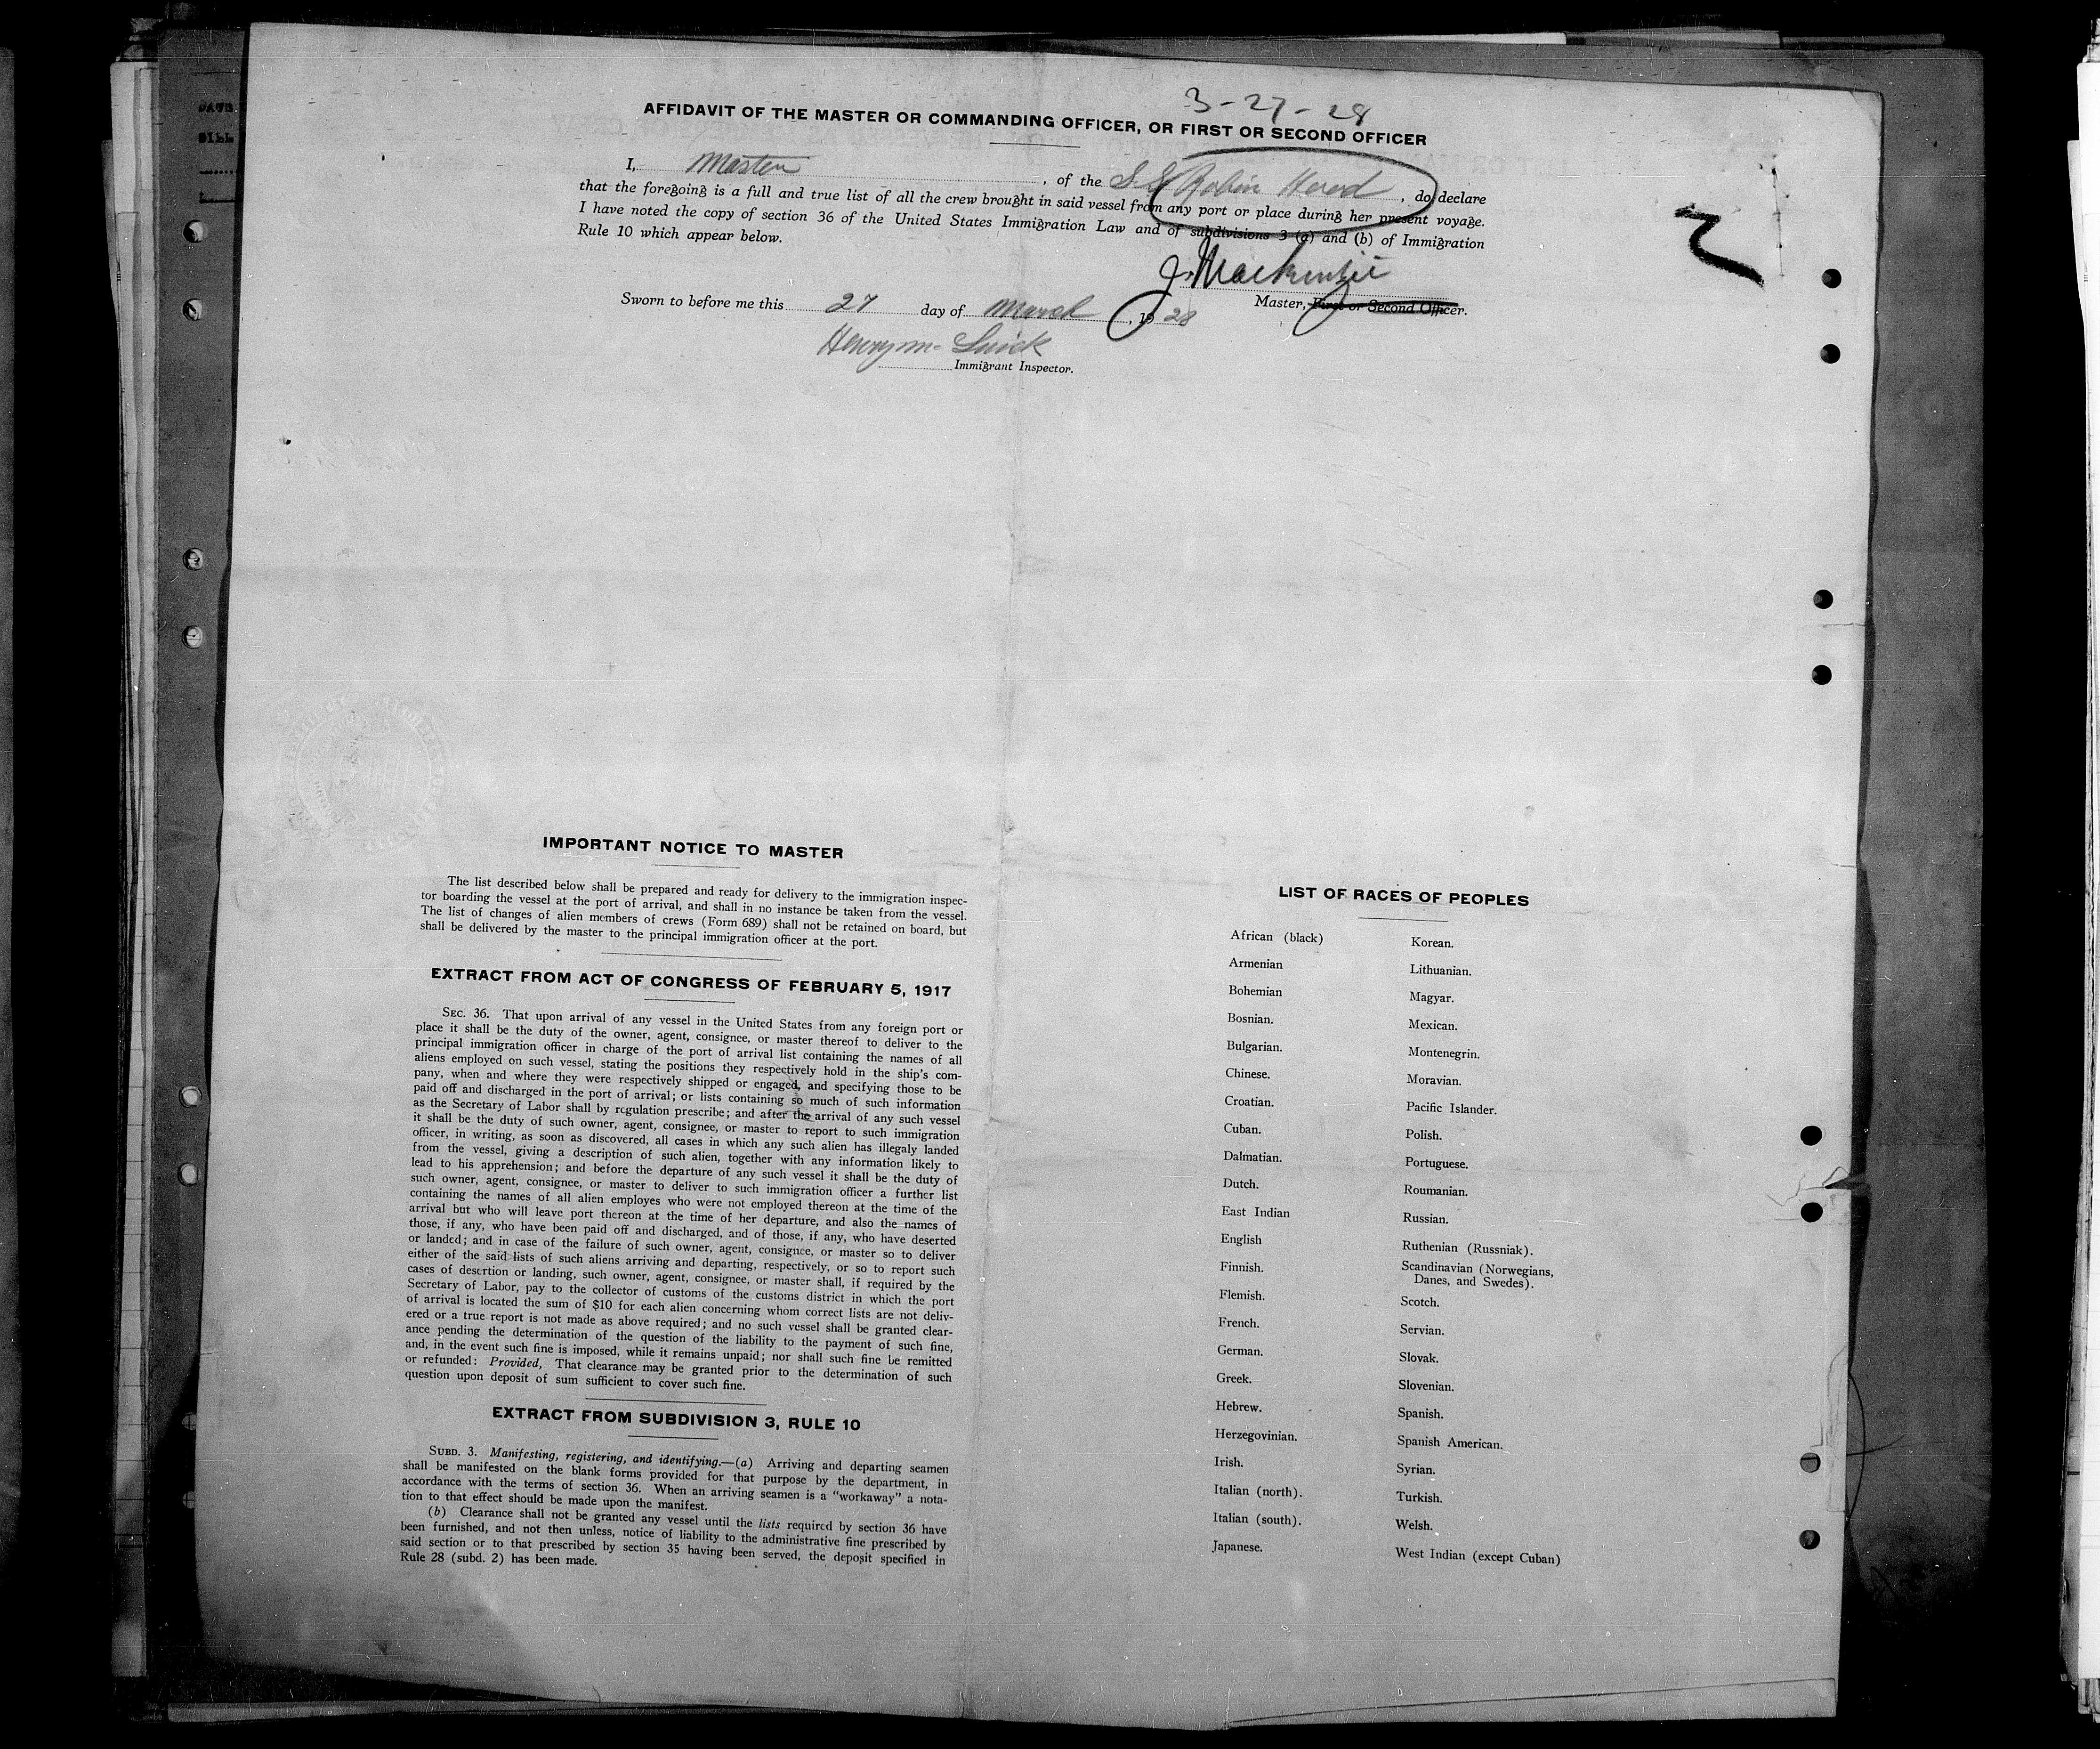 3-27-28
AFFIDAVIT OF THE MASTER OR COMMANDING OFFICER, OR FIRST OR SECOND OFFICER
I, Master, of the S.S. Robin Hood, do declare
that the foregoing is a full and true list of all the crew brought in said vessel from any port or place during her present voyage.
I have noted the copy of section 36 of the United States Immigration Law and of subdivisions 3 (a) and (b) of Immigration
Rule 10 which appear below.
J. Mackenzie
Master, First or Second Officer.
Sworn to before me this 27 day of March, 1928
Henry M.
Immigrant Inspector.
IMPORTANT NOTICE TO MASTER
The list described below shall be prepared and ready for delivery to the immigration inspec-
tor boarding the vessel at the port of arrival, and shall in no instance be taken from the vessel.
The list of changes of alien members of crews (Form 689) shall not be retained on board, but
shall be delivered by the master to the principal immigration officer at the port.
EXTRACT FROM ACT OF CONGRESS OF FEBRUARY 5, 1917
SEC. 36. That upon arrival of any vessel in the United States from any foreign port or
place it shall be the duty of the owner, agent, consignee, or master thereof to deliver to the
principal immigration officer in charge of the port of arrival list containing the names of all
aliens employed on such vessel, stating the positions they respectively hold in the ship's com-
pany, when and where they were respectively shipped or engaged, and specifying those to be
paid off and discharged in the port of arrival; or lists containing so much of such information
as the Secretary of Labor shall by regulation prescribe; and after the arrival of any such vessel
it shall be the duty of such owner, agent, consignee, or master to report to such immigration
officer, in writing, as soon as discovered, all cases in which any such alien has illegaly landed
from the vessel, giving a description of such alien, together with any information likely to
lead to his apprehension; and before the departure of any such vessel it shall be the duty of
such owner, agent, consignee, or master to deliver to such immigration officer a further list
containing the names of all alien employes who were not employed thereon at the time of the
arrival but who will leave port thereon at the time of her departure, and also the names of
those, if any, who have been paid off and discharged, and of those, if any, who have deserted
or landed; and in case of the failure of such owner, agent, consignee, or master so to deliver
either of the said lists of such aliens arriving and departing, respectively, or so to report such
cases of desertion or landing, such owner, agent, consignee, or master shall, if required by the
Secretary of Labor, pay to the collector of customs of the customs district in which the port
of arrival is located the sum of $10 for each alien concerning whom correct lists are not deliv-
ered or a true report is not made as above required; and no such vessel shall be granted clear-
ance pending the determination of the question of the liability to the payment of such fine,
and, in the event such fine is imposed, while it remains unpaid; nor shall such fine be remitted
or refunded: Provided, That clearance may be granted prior to the determination of such
question upon deposit of sum sufficient to cover such fine.
EXTRACT FROM SUBDIVISION 3, RULE 10
SUBD. 3. Manifesting, registering, and identifying.—(a) Arriving and departing seamen
shall be manifested on the blank forms provided for that purpose by the department, in
accordance with the terms of section 36. When an arriving seamen is a "workaway" a nota-
tion to that effect should be made upon the manifest.
(b) Clearance shall not be granted any vessel until the lists required by section 36 have
been furnished, and not then unless, notice of liability to the administrative fine prescribed by
said section or to that prescribed by section 35 having been served, the deposit specified in
Rule 28 (subd. 2) has been made.
LIST OF RACES OF PEOPLES
African (black)
Armenian
Bohemian
Bosnian.
Bulgarian.
Chinese.
Croatian.
Cuban.
Dalmatian.
Dutch.
East Indian
English
Finnish.
Flemish.
French.
German.
Greek.
Hebrew.
Herzegovinian.
Irish.
Italian (north).
Italian (south).
Japanese.
Korean.
Lithuanian.
Magyar.
Mexican.
Montenegrin.
Moravian.
Pacific Islander.
Polish.
Portuguese.
Roumanian.
Russian.
Ruthenian (Russniak).
Scandinavian (Norwegians,
Danes, and Swedes).
Scotch.
Servian.
Slovak.
Slovenian.
Spanish.
Spanish American.
Syrian.
Turkish.
Welsh.
West Indian (except Cuban)